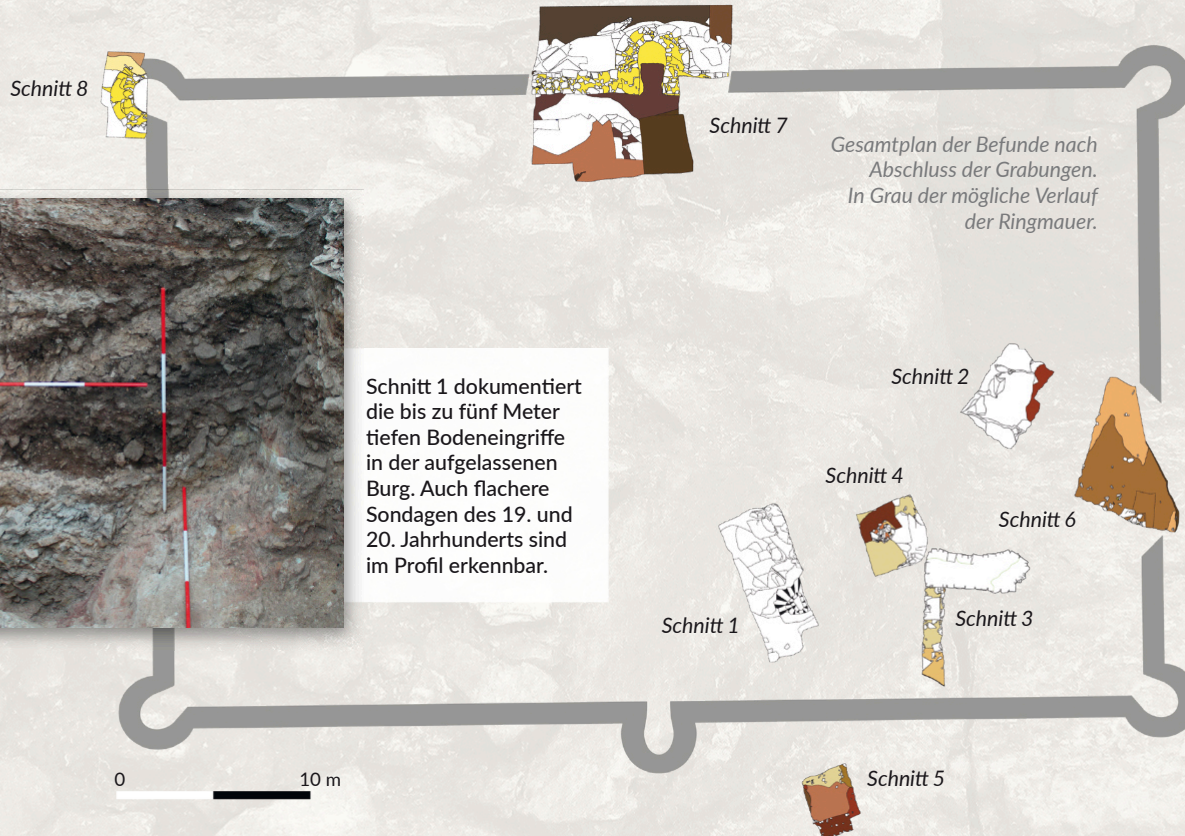 Schnitt 8
Schnitt 7
Gesamtplan der Befunde nach
Abschluss der Grabungen.
In Grau der mögliche Verlauf
der Ringmauer.
Schnitt 2
Schnitt 1 dokumentiert
die bis zu fünf Meter
tiefen Bodeneingriffe
in der aufgelassenen
Burg. Auch flachere
Sondagen des 19. und
20. Jahrhunderts sind
im Profil erkennbar.
Schnitt 4
Schnitt 6
Schnitt 1
Schnitt 3
0 10 m
Schnitt 5